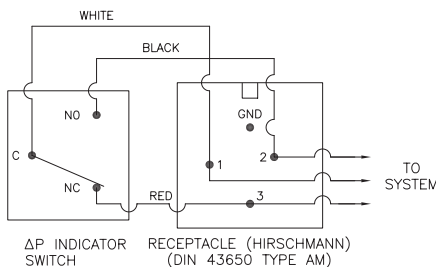 WHITE
BLACK
NO
GND
C
1
2
NC
RED
3
TO
SYSTEM
ΔP INDICATOR
SWITCH
RECEPTACLE (HIRSCHMANN)
(DIN 43650 TYPE AM)